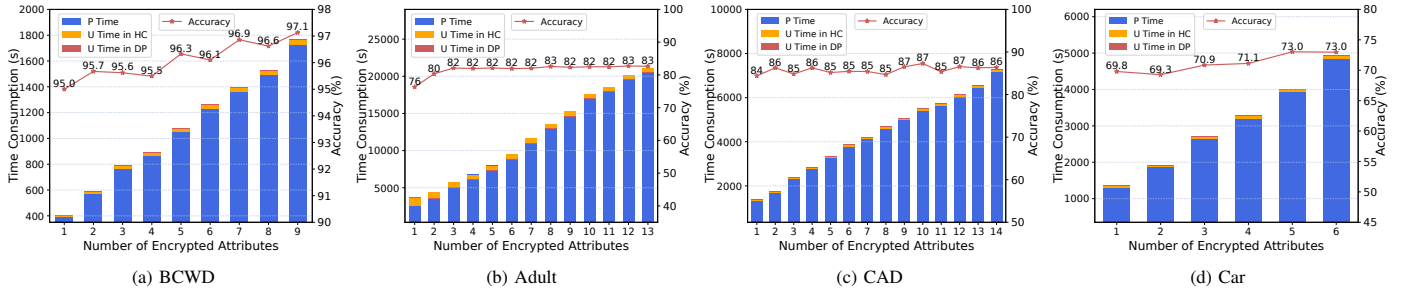 P Time
U Time in HC
U Time in DP
Accuracy
Time Consumption (s)
2000
1800
1600
1400
1200
1000
800
600
400
95.0
95.7
95.6
95.5
96.3
96.1
96.9
96.6
97.1
98
97
96
95
94
93
92
91
90
Accuracy (%)
1 2 3 4 5 6 7 8 9
Number of Encrypted Attributes
(a) BCWD
P Time
U Time in HC
U Time in DP
Accuracy
Time Consumption (s)
25000
20000
15000
10000
5000
76 80 82 82 82 82 82 83 82 82 82 83 83
100
90
80
70
60
50
40
Accuracy (%)
1 2 3 4 5 6 7 8 9 10 11 12 13
Number of Encrypted Attributes
(b) Adult
P Time
U Time in HC
U Time in DP
Accuracy
Time Consumption (s)
10000
8000
6000
4000
2000
84 86 85 86 85 85 85 85 87 87 85 87 86 86
100
90
80
70
60
50
Accuracy (%)
1 2 3 4 5 6 7 8 9 10 11 12 13 14
Number of Encrypted Attributes
(c) CAD
P Time
U Time in HC
U Time in DP
Accuracy
Time Consumption (s)
6000
5000
4000
3000
2000
1000
69.8
69.3
70.9
71.1
73.0
73.0
80
75
70
65
60
55
50
45
Accuracy (%)
1 2 3 4 5 6
Number of Encrypted Attributes
(d) Car